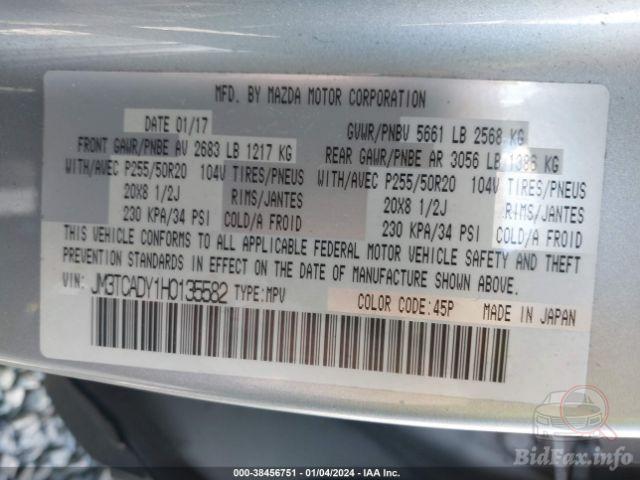 MFD. BY MAZDA MOTOR CORPORATION
DATE 01/17 GVWR/PNBV 5661 LB 2568 KG
FRONT GAWR/PNBE AV 2683 LB 1217 KG REAR GAWR/PNBE AR 3056 LB 1386 KG
WITH/AVEC P255/50R20 104V TIRES/PNEUS WITH/AVEC P255/50R20 104V TIRES/PNEUS
20X8 1/2J RIMS/JANTES 20X8 1/2J RIMS/JANTES
230 KPA/34 PSI COLD/A FROID 230 KPA/34 PSI COLD/A FROID
THIS VEHICLE CONFORMS TO ALL APPLICABLE FEDERAL MOTOR VEHICLE SAFETY AND THEFT
PREVENTION STANDARDS IN EFFECT ON THE DATE OF MANUFACTURE SHOWN ABOVE.
VIN: JM3TCADY1H0135582 TYPE:MPV
COLOR CODE:45P MADE IN JAPAN
BidFax.info
00-38456751 - 01/04/2024 - IAA Inc.